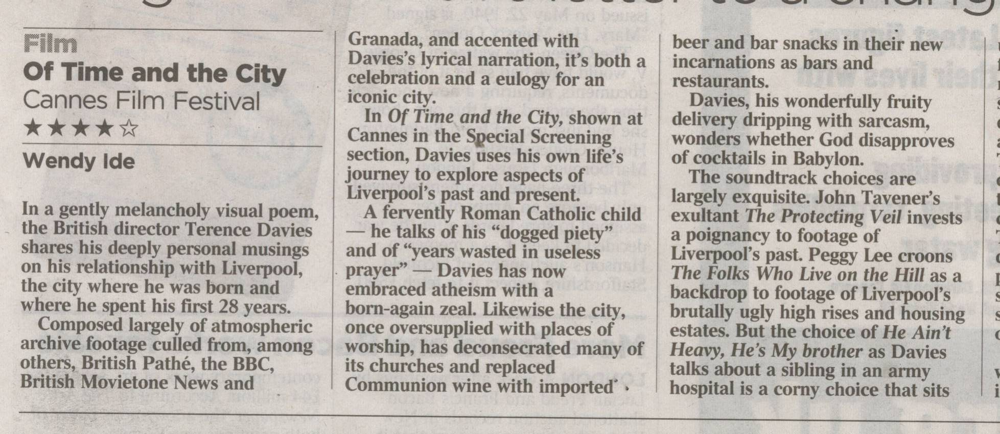 Film
Of Time and the City
Cannes Film Festival
★★★★☆
Wendy Ide
In a gently melancholy visual poem,
the British director Terence Davies
shares his deeply personal musings
on his relationship with Liverpool,
the city where he was born and
where he spent his first 28 years.
Composed largely of atmospheric
archive footage culled from, among
others, British Pathé, the BBC,
British Movietone News and
Granada, and accented with
Davies's lyrical narration, it's both a
celebration and a eulogy for an
iconic city.
In Of Time and the City, shown at
Cannes in the Special Screening
section, Davies uses his own life's
journey to explore aspects of
Liverpool's past and present.
A fervently Roman Catholic child
— he talks of his “dogged piety”
and of “years wasted in useless
prayer” — Davies has now
embraced atheism with a
born-again zeal. Likewise the city,
once oversupplied with places of
worship, has deconsecrated many of
its churches and replaced
Communion wine with imported
beer and bar snacks in their new
incarnations as bars and
restaurants.
Davies, his wonderfully fruity
delivery dripping with sarcasm,
wonders whether God disapproves
of cocktails in Babylon.
The soundtrack choices are
largely exquisite. John Tavener's
exultant The Protecting Veil invests
a poignancy to footage of
Liverpool's past. Peggy Lee croons
The Folks Who Live on the Hill as a
backdrop to footage of Liverpool's
brutally ugly high rises and housing
estates. But the choice of He Ain't
Heavy, He's My brother as Davies
talks about a sibling in an army
hospital is a corny choice that sits